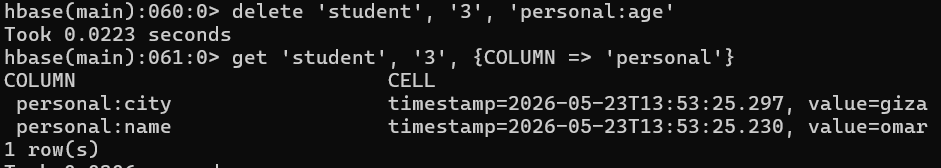 hbase(main):060:0> delete 'student', '3', 'personal:age'
Took 0.0223 seconds
hbase(main):061:0> get 'student', '3', {COLUMN => 'personal'}
COLUMN CELL
personal:city timestamp=2026-05-23T13:53:25.297, value=giza
personal:name timestamp=2026-05-23T13:53:25.230, value=omar
1 row(s)